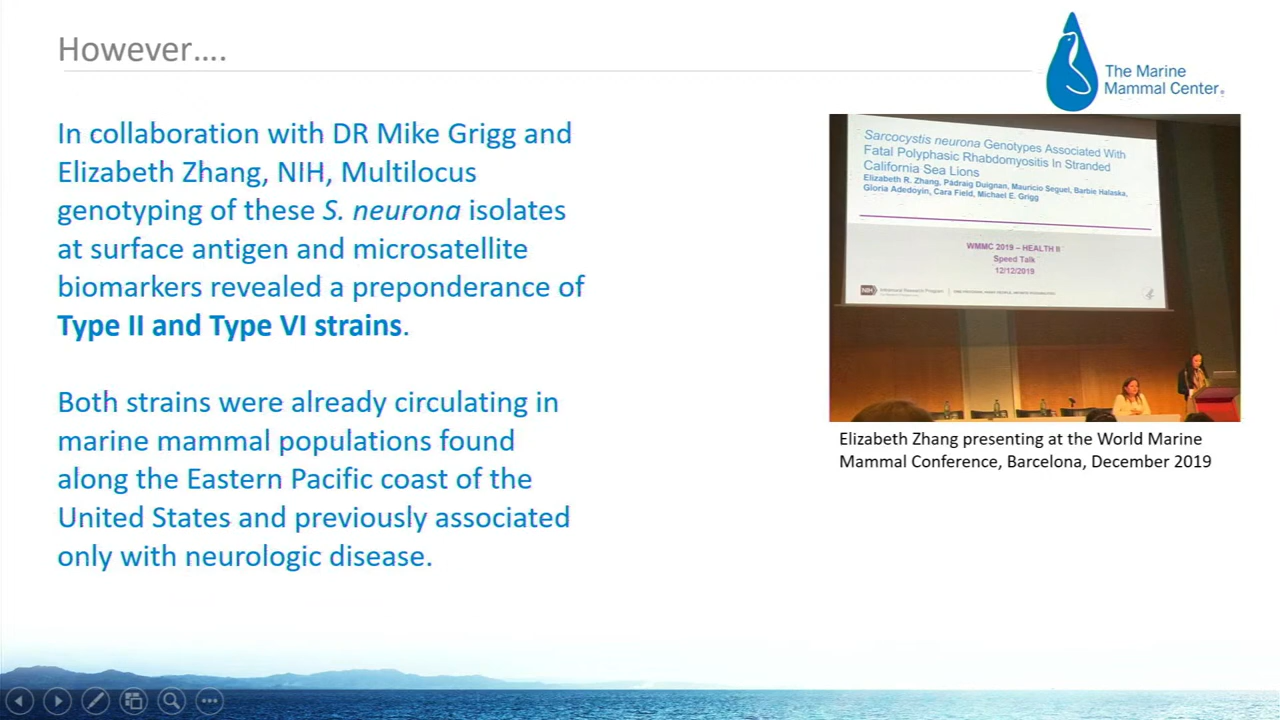 However....
The Marine
Mammal Center®
In collaboration with DR Mike Grigg and
Elizabeth Zhang, NIH, Multilocus
genotyping of these S. neurona isolates
at surface antigen and microsatellite
biomarkers revealed a preponderance of
Type II and Type VI strains.
Both strains were already circulating in
marine mammal populations found
along the Eastern Pacific coast of the
United States and previously associated
only with neurologic disease.
Sarcocystis neurona Genotypes Associated With
Fatal Polyphasic Rhabdomyositis In Stranded
California Sea Lions
Elizabeth R. Zhang, Pádraig Duignan, Mauricio Seguel, Barbie Halaska,
Gloria Adedoyin, Cara Field, Michael E. Grigg
WMMC 2019 – HEALTH II
Speed Talk
12/12/2019
NIH
Elizabeth Zhang presenting at the World Marine
Mammal Conference, Barcelona, December 2019